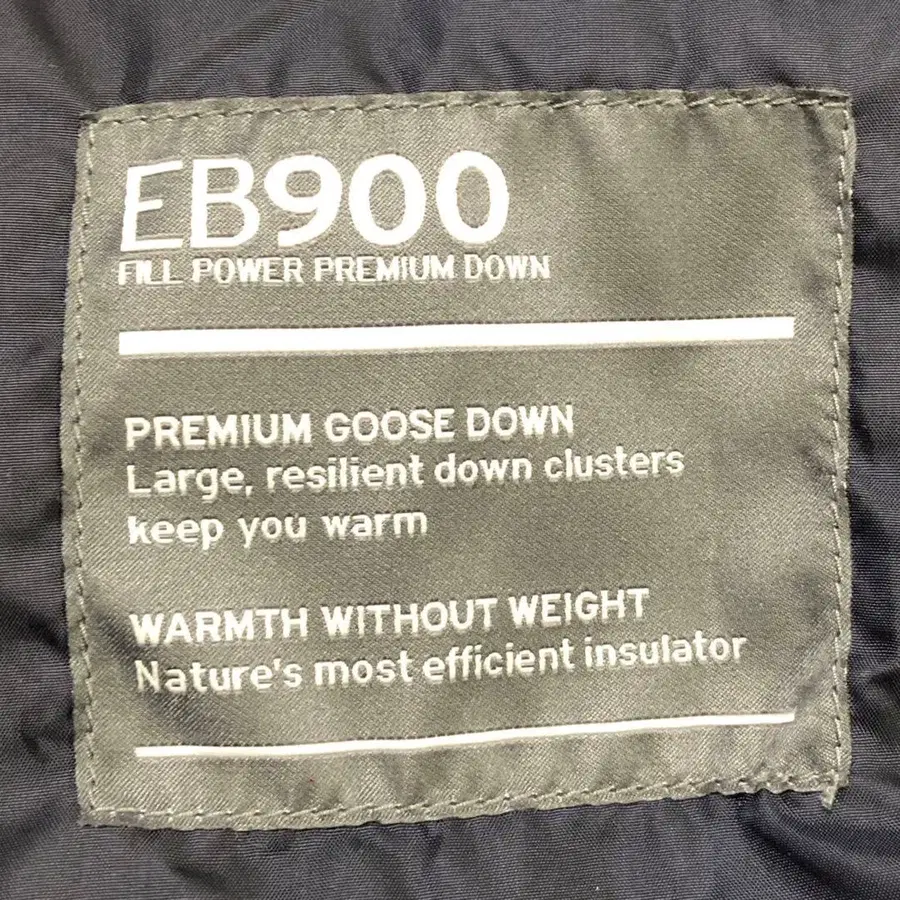 EB900
FILL POWER PREMIUM DOWN
PREMIUM GOOSE DOWN
Large, resilient down clusters
keep you warm
WARMTH WITHOUT WEIGHT
Nature's most efficient insulator